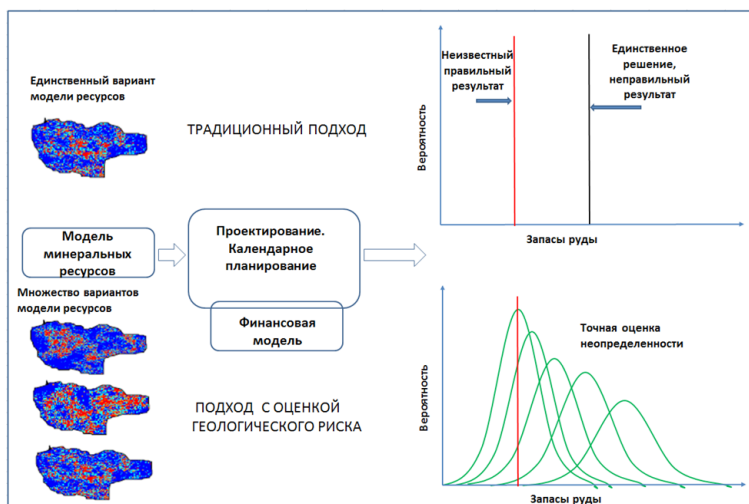 Единственный вариант
модели ресурсов
ТРАДИЦИОННЫЙ ПОДХОД
Неизвестный
правильный
результат
Единственное
решение,
неправильный
результат
Вероятность
Запасы руды
Модель
минеральных
ресурсов
Проектирование.
Календарное
планирование
Финансовая
модель
Множество вариантов
модели ресурсов
ПОДХОД С ОЦЕНКОЙ
ГЕОЛОГИЧЕСКОГО РИСКА
Точная оценка
неопределенности
Вероятность
Запасы руды